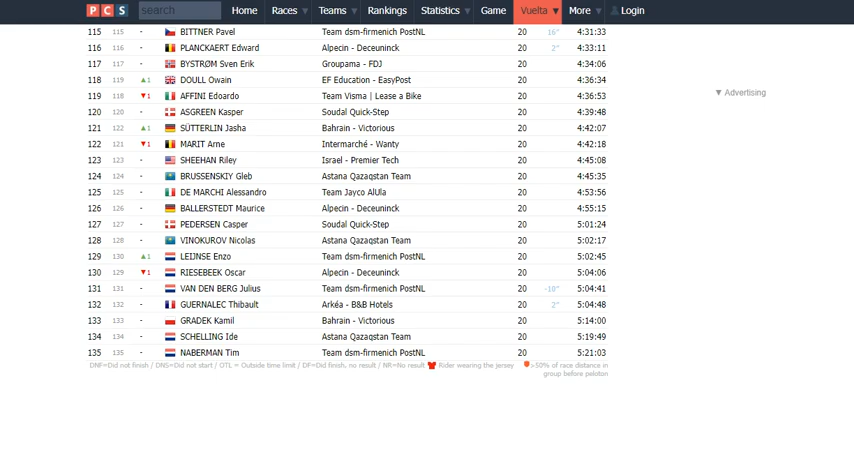 P C S search Home Races ▼ Teams ▼ Rankings Statistics ▼ Game Vuelta ▼ More ▼ Login
115 115 - BITTNER Pavel Team dsm-firmenich PostNL 20 16" 4:31:33
116 116 - PLANCKAERT Edward Alpecin - Deceuninck 20 2" 4:33:11
117 117 - BYSTRØM Sven Erik Groupama - FDJ 20 4:34:06
118 119 ▲1 DOULL Owain EF Education - EasyPost 20 4:36:34
119 118 ▼1 AFFINI Edoardo Team Visma | Lease a Bike 20 4:36:53
▼ Advertising
120 120 - ASGREEN Kasper Soudal Quick-Step 20 4:39:48
121 122 ▲1 SÜTTERLIN Jasha Bahrain - Victorious 20 4:42:07
122 121 ▼1 MARIT Arne Intermarché - Wanty 20 4:42:18
123 123 - SHEEHAN Riley Israel - Premier Tech 20 4:45:08
124 124 - BRUSSENSKIY Gleb Astana Qazaqstan Team 20 4:45:35
125 125 - DE MARCHI Alessandro Team Jayco AlUla 20 4:53:56
126 126 - BALLERSTEDT Maurice Alpecin - Deceuninck 20 4:55:15
127 127 - PEDERSEN Casper Soudal Quick-Step 20 5:01:24
128 128 - VINOKUROV Nicolas Astana Qazaqstan Team 20 5:02:17
129 130 ▲1 LEIJNSE Enzo Team dsm-firmenich PostNL 20 5:02:45
130 129 ▼1 RIESEBEEK Oscar Alpecin - Deceuninck 20 5:04:06
131 131 - VAN DEN BERG Julius Team dsm-firmenich PostNL 20 -10" 5:04:41
132 132 - GUERNALEC Thibault Arkéa - B&B Hotels 20 2" 5:04:48
133 133 - GRADEK Kamil Bahrain - Victorious 20 5:14:00
134 134 - SCHELLING Ide Astana Qazaqstan Team 20 5:19:49
135 135 - NABERMAN Tim Team dsm-firmenich PostNL 20 5:21:03
DNF=Did not finish / DNS=Did not start / OTL = Outside time limit / DF=Did finish, no result / NR=No result Rider wearing the jersey >50% of race distance in
group before peloton